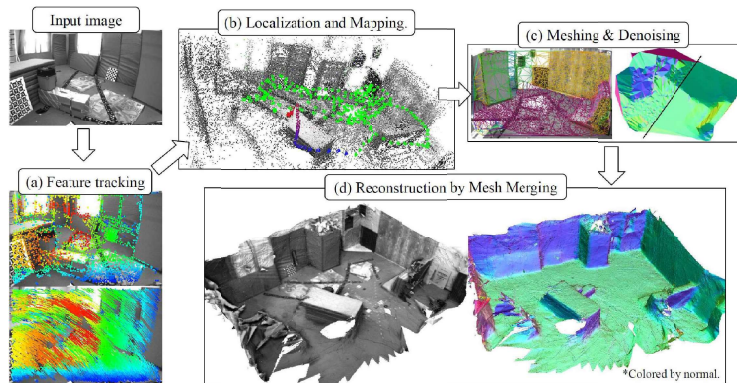 Input image
(a) Feature tracking
(b) Localization and Mapping.
(c) Meshing & Denoising
(d) Reconstruction by Mesh Merging
*Colored by normal.